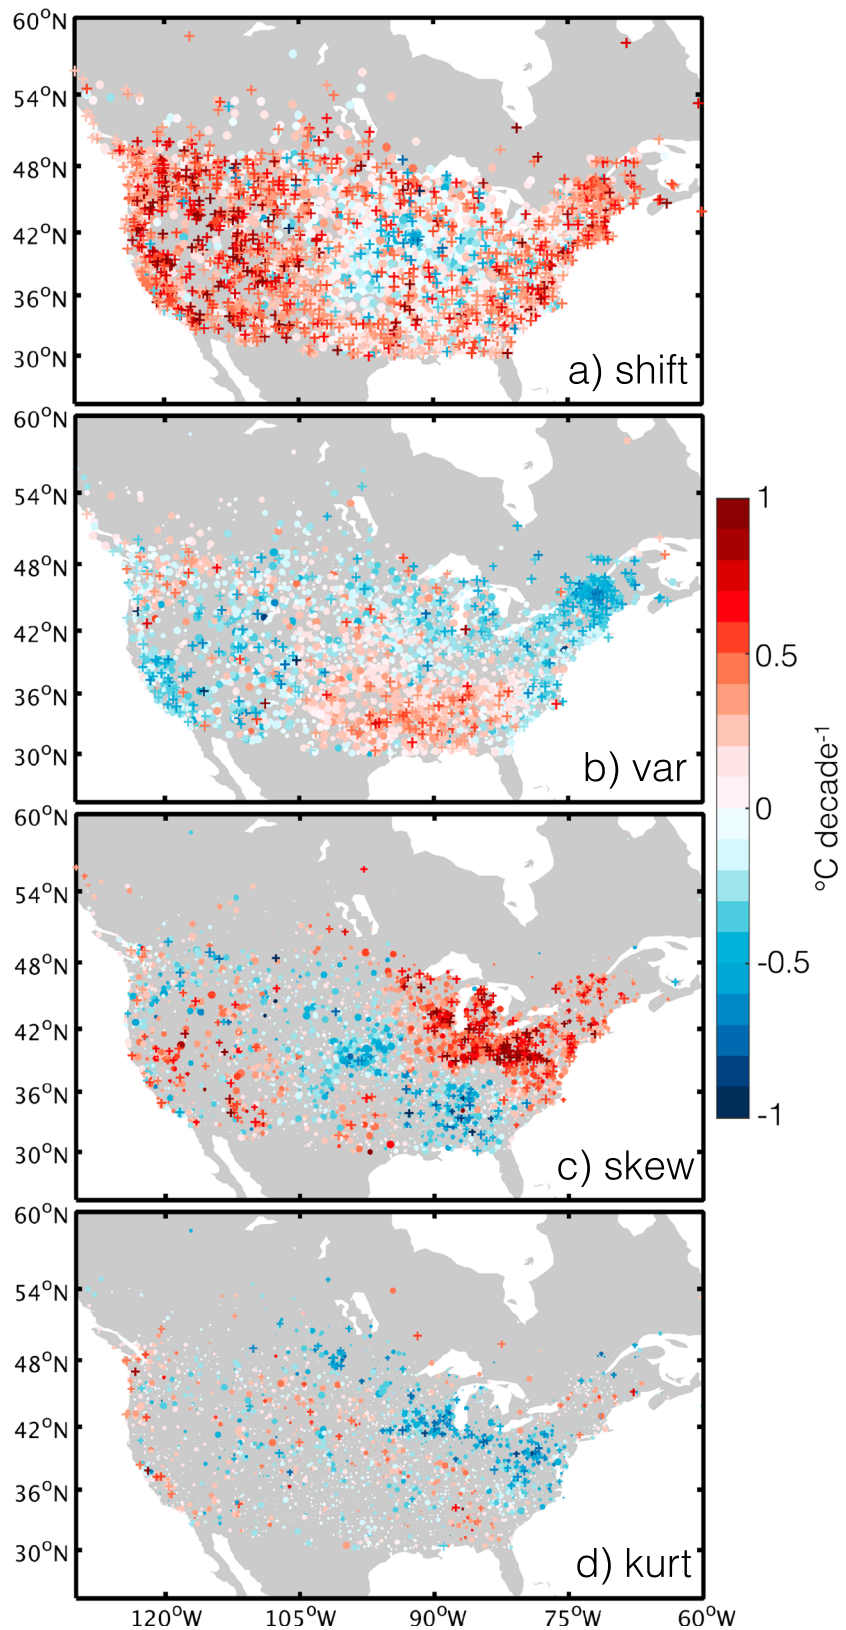 60°N
54°N
48°N
42°N
36°N
30°N
a) shift
60°N
54°N
48°N
42°N
36°N
30°N
b) var
60°N
54°N
48°N
42°N
36°N
30°N
c) skew
60°N
54°N
48°N
42°N
36°N
30°N
d) kurt
120°W 105°W 90°W 75°W 60°W
1
0.5
0
-0.5
-1
°C decade⁻¹